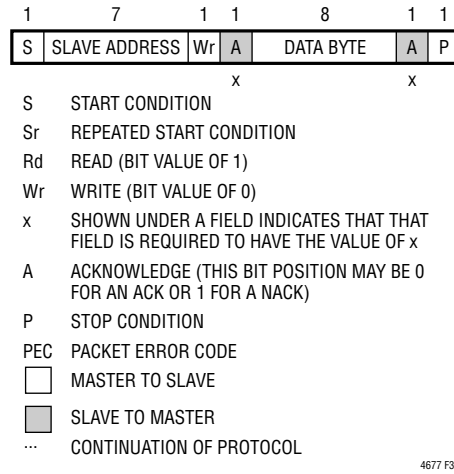 1 7 1 1 8 1 1
S SLAVE ADDRESS Wr A DATA BYTE A P
x x
S START CONDITION
Sr REPEATED START CONDITION
Rd READ (BIT VALUE OF 1)
Wr WRITE (BIT VALUE OF 0)
x SHOWN UNDER A FIELD INDICATES THAT THAT
FIELD IS REQUIRED TO HAVE THE VALUE OF x
A ACKNOWLEDGE (THIS BIT POSITION MAY BE 0
FOR AN ACK OR 1 FOR A NACK)
P STOP CONDITION
PEC PACKET ERROR CODE
MASTER TO SLAVE
SLAVE TO MASTER
... CONTINUATION OF PROTOCOL
4677 F3